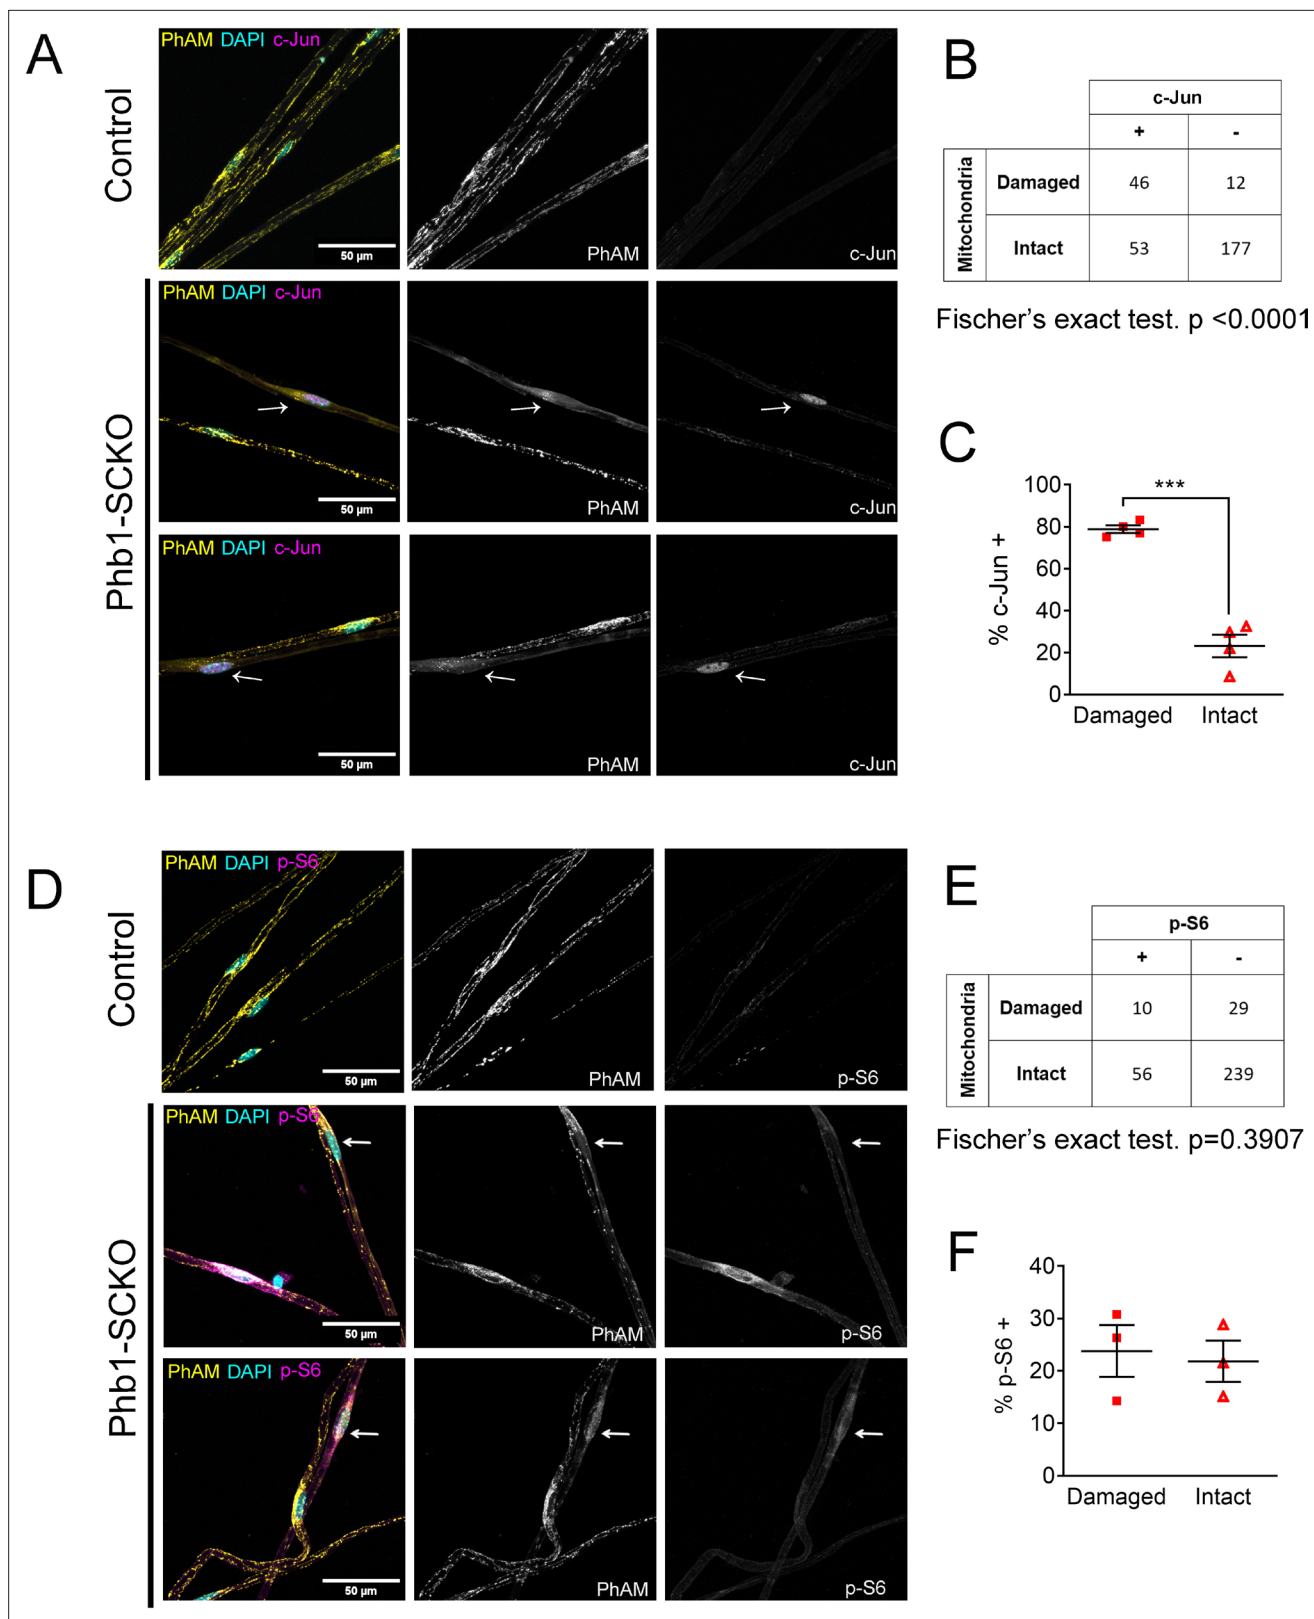 A
Control
PhAM DAPI c-Jun
50 µm
PhAM
c-Jun
Phb1-SCKO
PhAM DAPI c-Jun
50 µm
PhAM
c-Jun
PhAM DAPI c-Jun
50 µm
PhAM
c-Jun
B
c-Jun
+ -
Mitochondria
Damaged 46 12
Intact 53 177
Fischer's exact test. p <0.0001
C
% c-Jun +
100
80
60
40
20
0
***
Damaged Intact
D
Control
PhAM DAPI p-S6
50 µm
PhAM
p-S6
Phb1-SCKO
PhAM DAPI p-S6
50 µm
PhAM
p-S6
PhAM DAPI p-S6
50 µm
PhAM
p-S6
E
p-S6
+ -
Mitochondria
Damaged 10 29
Intact 56 239
Fischer's exact test. p=0.3907
F
% p-S6 +
40
30
20
10
0
Damaged Intact